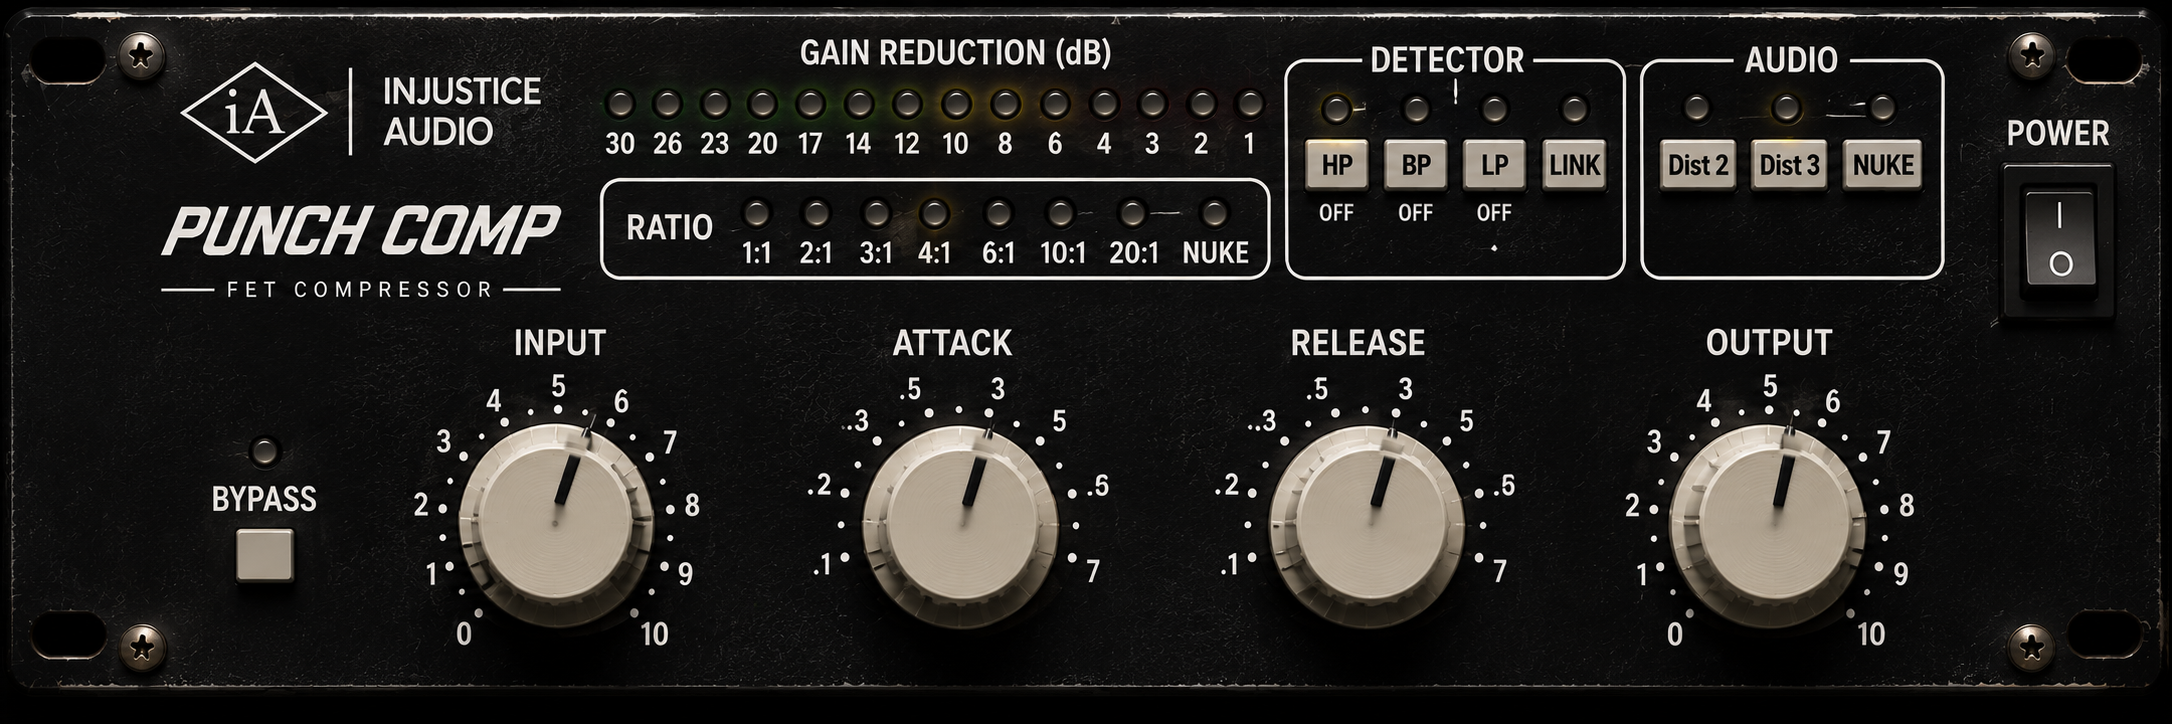 GAIN REDUCTION (dB)
30 26 23 20 17 14 12 10 8 6 4 3 2 1
iA
INJUSTICE
AUDIO
PUNCH COMP
FET COMPRESSOR
RATIO
1:1 2:1 3:1 4:1 6:1 10:1 20:1 NUKE
DETECTOR
HP BP LP LINK
OFF OFF OFF
AUDIO
Dist 2 Dist 3 NUKE
POWER
I
O
BYPASS
INPUT
0 1 2 3 4 5 6 7 8 9 10
ATTACK
.1 .2 ..3 .5 3 5 .5 7
RELEASE
.1 .2 ..3 .5 3 5 .5 7
OUTPUT
0 1 2 3 4 5 6 7 8 9 10